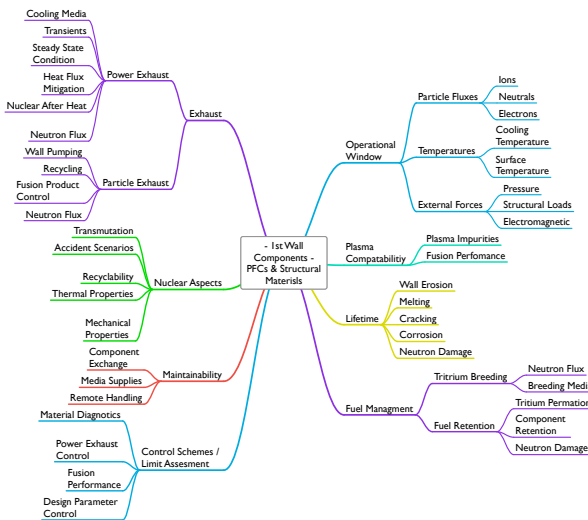 Cooling Media
Transients
Steady State
Condition
Heat Flux
Mitigation
Nuclear After Heat
Neutron Flux
Power Exhaust
Wall Pumping
Recycling
Fusion Product
Control
Neutron Flux
Particle Exhaust
Exhaust
Transmutation
Accident Scenarios
Recyclability
Thermal Properties
Mechanical
Properties
Nuclear Aspects
Component
Exchange
Media Supplies
Remote Handling
Maintainability
Material Diagnotics
Power Exhaust
Control
Fusion
Performance
Design Parameter
Control
Control Schemes /
Limit Assesment
- 1st Wall
Components -
PFCs & Structural
Materisls
Operational
Window
Particle Fluxes
Ions
Neutrals
Electrons
Temperatures
Cooling
Temperature
Surface
Temperature
External Forces
Pressure
Structural Loads
Electromagnetic
Plasma
Compatabilitiy
Plasma Impurities
Fusion Perfomance
Lifetime
Wall Erosion
Melting
Cracking
Corrosion
Neutron Damage
Fuel Managment
Tritrium Breeding
Neutron Flux
Breeding Media
Fuel Retention
Tritium Permation
Component
Retention
Neutron Damage